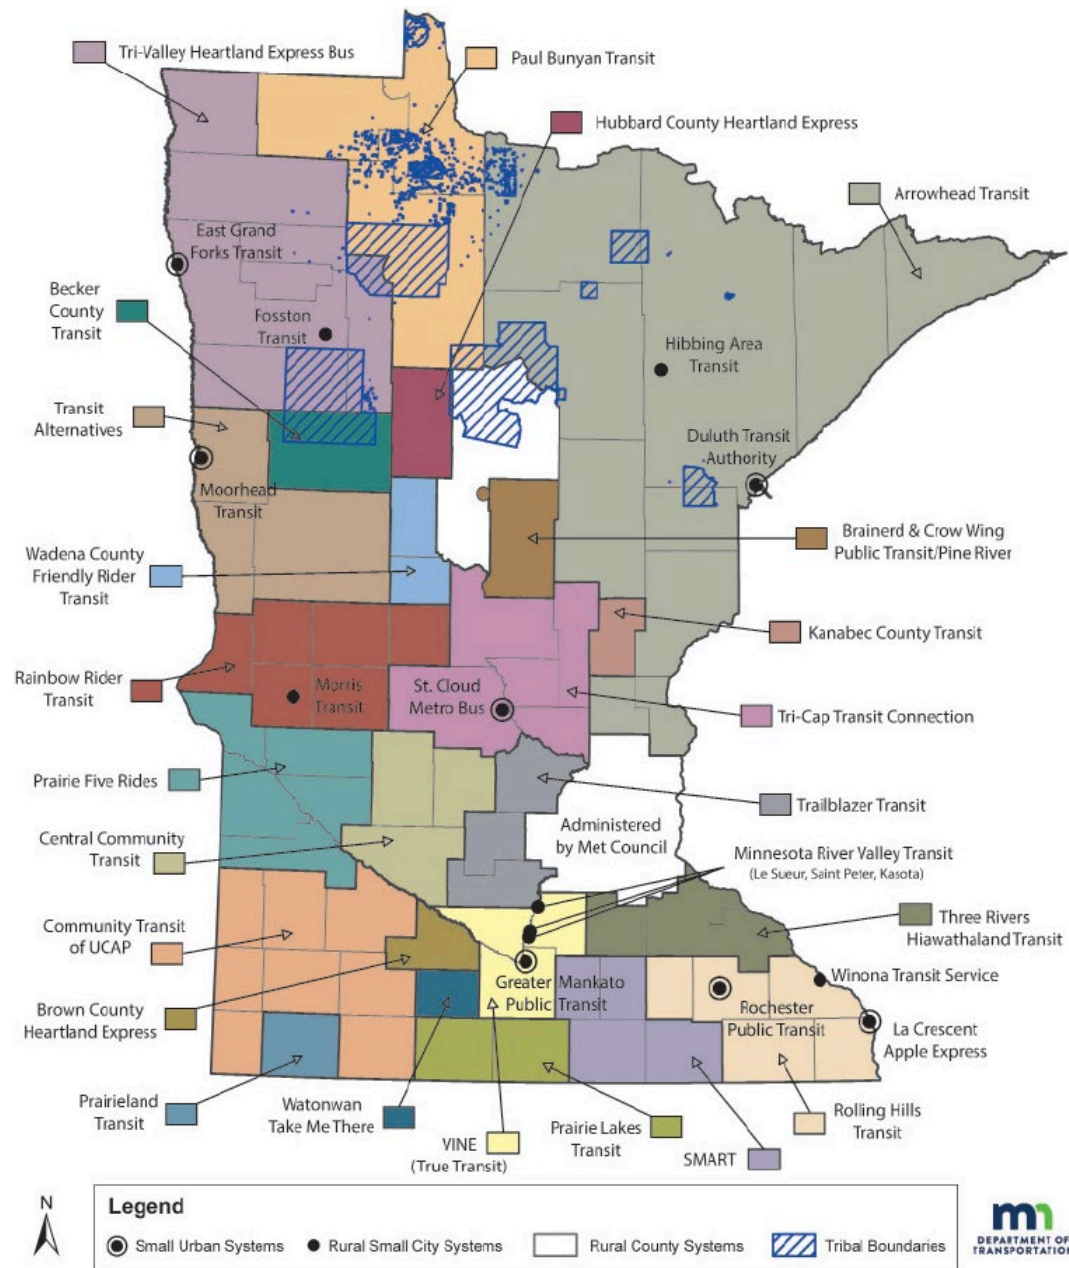 Tri-Valley Heartland Express Bus
Paul Bunyan Transit
Hubbard County Heartland Express
Arrowhead Transit
East Grand
Forks Transit
Becker
County
Transit
Fosston
Transit
Hibbing Area
Transit
Transit
Alternatives
Duluth Transit
Authority
Moorhead
Transit
Brainerd & Crow Wing
Public Transit/Pine River
Wadena County
Friendly Rider
Transit
Kanabec County Transit
Rainbow Rider
Transit
Morris
Transit
St. Cloud
Metro Bus
Tri-Cap Transit Connection
Prairie Five Rides
Trailblazer Transit
Central Community
Transit
Administered
by Met Council
Minnesota River Valley Transit
(Le Sueur, Saint Peter, Kasota)
Community Transit
of UCAP
Three Rivers
Hiawathaland Transit
Brown County
Heartland Express
Greater Mankato
Public Transit
Winona Transit Service
Rochester
Public Transit
La Crescent
Apple Express
Prairieland
Transit
Watonwan
Take Me There
VINE
(True Transit)
Prairie Lakes
Transit
SMART
Rolling Hills
Transit
N
Legend
Small Urban Systems
Rural Small City Systems
Rural County Systems
Tribal Boundaries
mn
DEPARTMENT OF
TRANSPORTATION